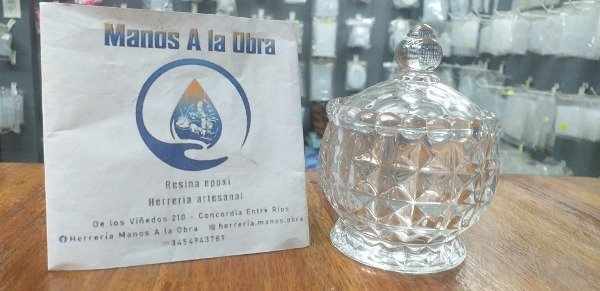 Manos A la Obra
Resina epoxi
Herrería artesanal
De los Viñedos 210 - Concordia Entre Ríos
Herreria Manos A la Obra herreria.manos.obra
3454943789